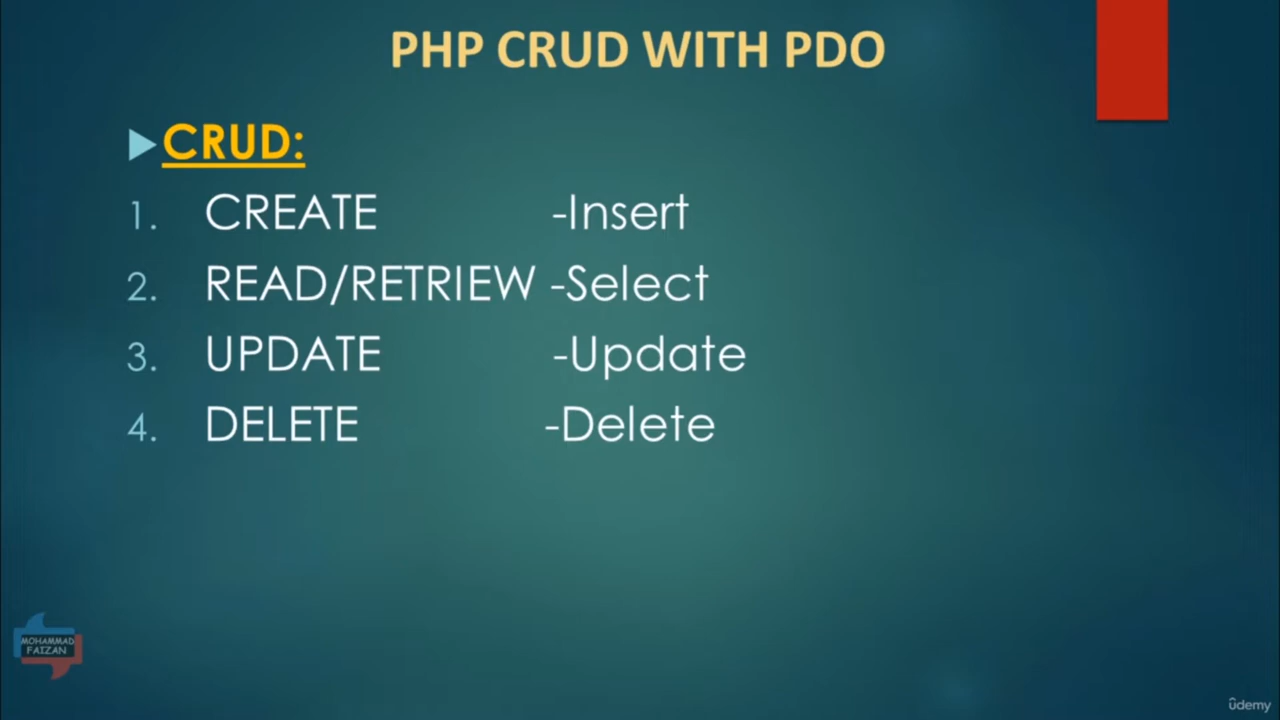 PHP CRUD WITH PDO
CRUD:
1. CREATE -Insert
2. READ/RETRIEW -Select
3. UPDATE -Update
4. DELETE -Delete
MOHAMMAD
FAIZAN
ûdemy